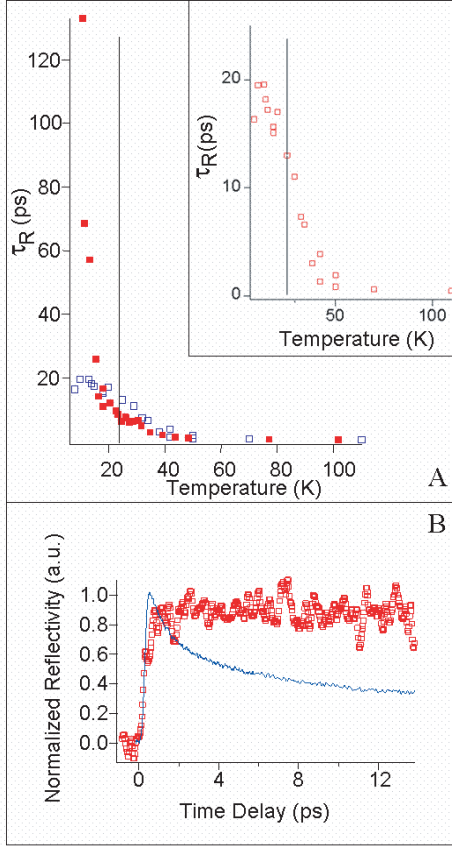 120
100
80
60
40
20
τR (ps)
20 40 60 80 100
Temperature (K)
A
20
10
0
τR (ps)
50 100
Temperature (K)
B
1.0
0.8
0.6
0.4
0.2
0.0
Normalized Reflectivity (a.u.)
0 4 8 12
Time Delay (ps)